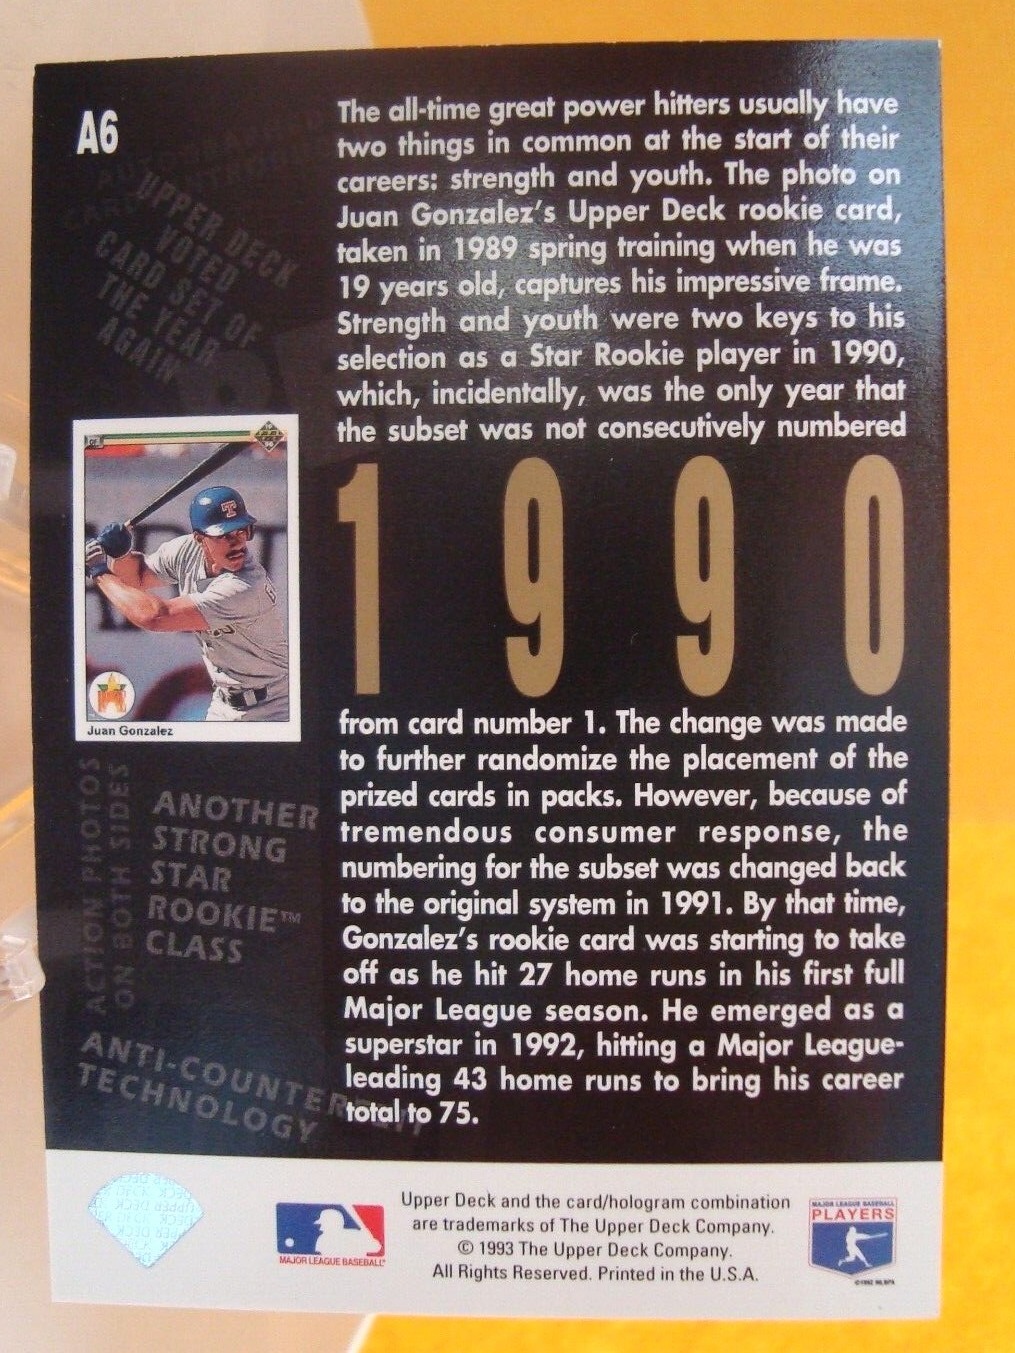 A6
The all-time great power hitters usually have
two things in common at the start of their
careers: strength and youth. The photo on
Juan Gonzalez's Upper Deck rookie card,
taken in 1989 spring training when he was
19 years old, captures his impressive frame.
Strength and youth were two keys to his
selection as a Star Rookie player in 1990,
which, incidentally, was the only year that
the subset was not consecutively numbered
1990
from card number 1. The change was made
to further randomize the placement of the
prized cards in packs. However, because of
tremendous consumer response, the
numbering for the subset was changed back
to the original system in 1991. By that time,
Gonzalez's rookie card was starting to take
off as he hit 27 home runs in his first full
Major League season. He emerged as a
superstar in 1992, hitting a Major League-
leading 43 home runs to bring his career
total to 75.
UPPER DECK
VOTED
CARD SET OF
THE YEAR
AGAIN
OF
T
Juan Gonzalez
ACTION PHOTOS
ON BOTH SIDES
ANOTHER
STRONG
STAR
ROOKIE™
CLASS
ANTI-COUNTERFEIT
TECHNOLOGY
MAJOR LEAGUE BASEBALL
Upper Deck and the card/hologram combination
are trademarks of The Upper Deck Company.
© 1993 The Upper Deck Company.
All Rights Reserved. Printed in the U.S.A.
MAJOR LEAGUE BASEBALL
PLAYERS